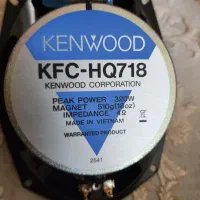 KENWOOD
KFC-HQ718
KENWOOD CORPORATION
PEAK POWER 320W
MAGNET 510g(18oz)
IMPEDANCE 4Ω
MADE IN VIETNAM
WARRANTED PRODUCT
2541